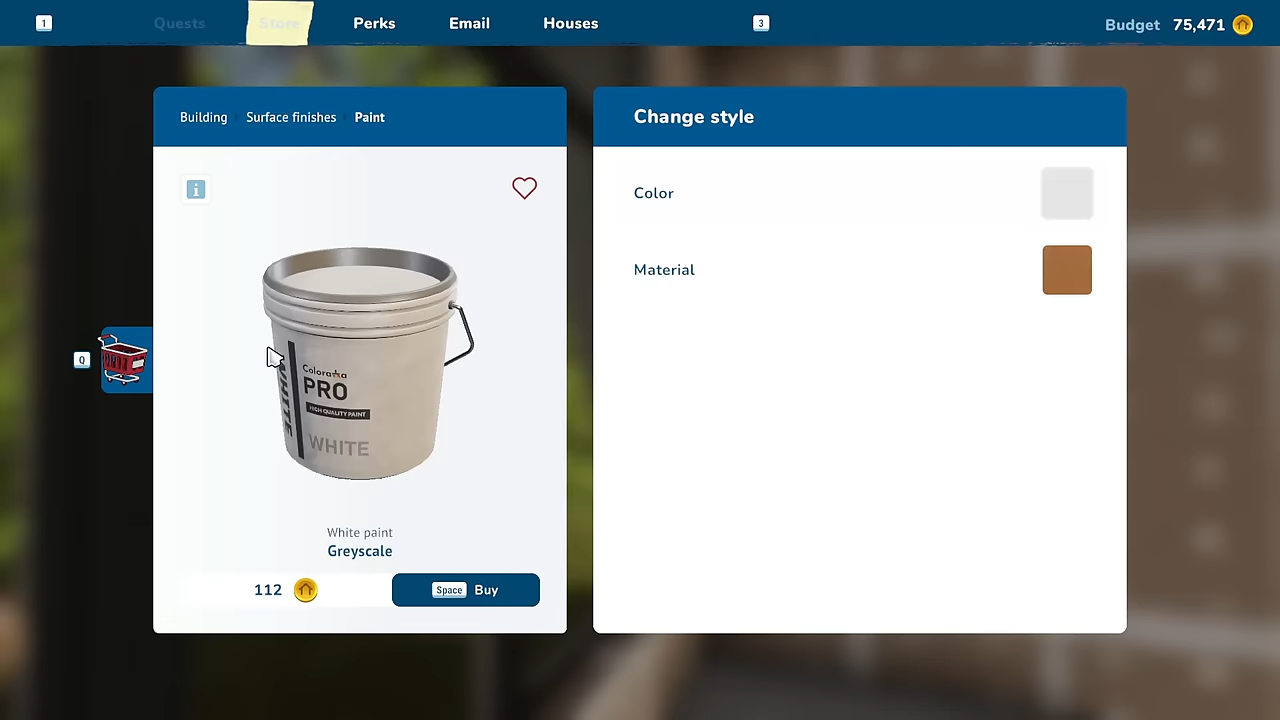 1 Quests Store Perks Email Houses 3 Budget 75,471
Building Surface finishes Paint
Change style
i
Color
Material
Q
WHITE
Colorama
PRO
HIGH QUALITY PAINT
WHITE
White paint
Greyscale
112 Space Buy